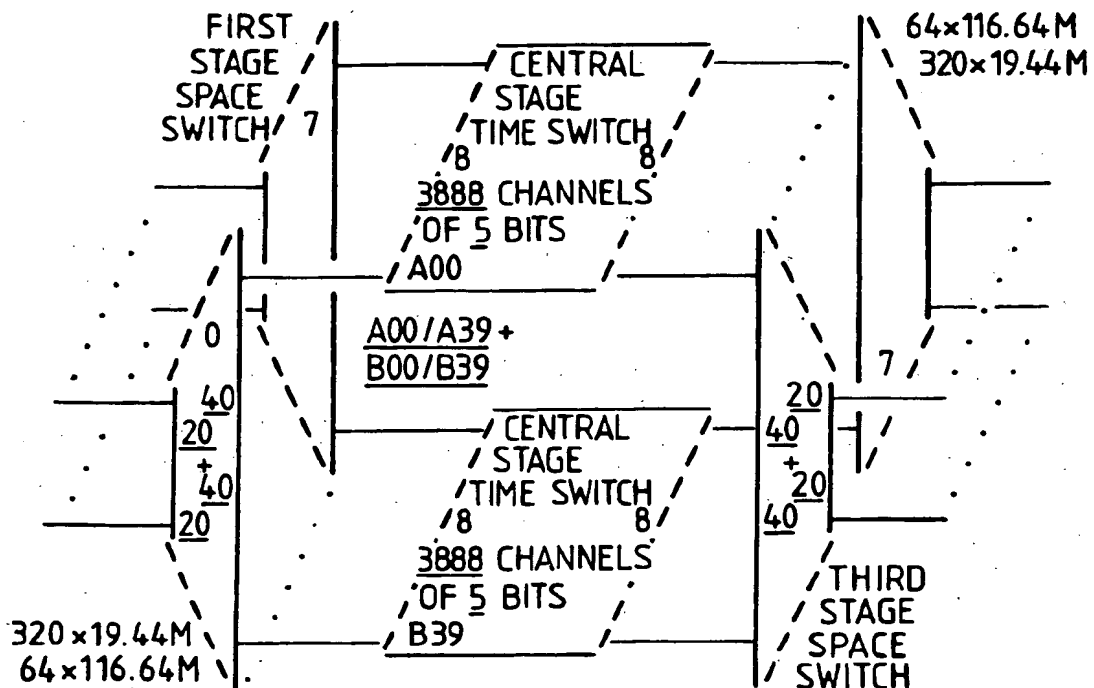 FIRST
STAGE
SPACE
SWITCH
7
CENTRAL
STAGE
TIME SWITCH
8 8
3888 CHANNELS
OF 5 BITS
A00
64×116.64M
320×19.44M
0
A00/A39+
B00/B39
7
40
20
+
40
20
20
40
+
20
40
CENTRAL
STAGE
TIME SWITCH
8 8
3888 CHANNELS
OF 5 BITS
B39
320×19.44M
64×116.64M
THIRD
STAGE
SPACE
SWITCH